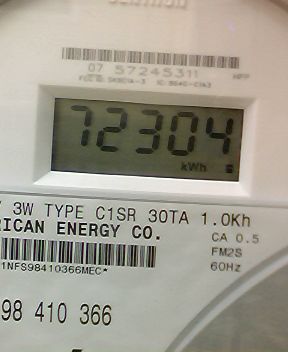 07 57245311
72304
kWh
3W TYPE C1SR 30TA 1.0Kh
RICAN ENERGY CO.
CA 0.5
FM2S
60Hz
1NFS98410366MEC*
98 410 366